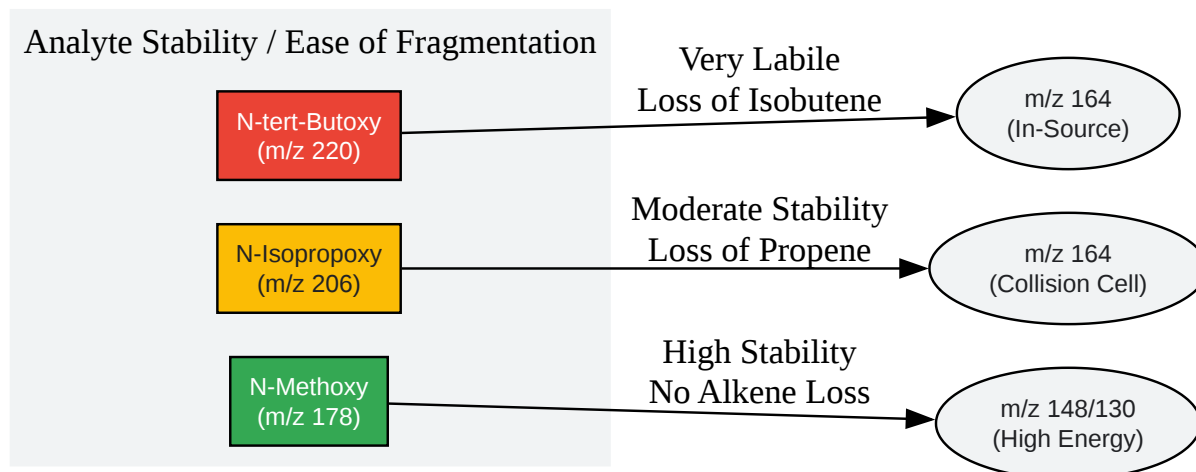 Analyte Stability / Ease of Fragmentation
N-tert-Butoxy
(m/z 220)
Very Labile
Loss of Isobutene
m/z 164
(In-Source)
N-Isopropoxy
(m/z 206)
Moderate Stability
Loss of Propene
m/z 164
(Collision Cell)
N-Methoxy
(m/z 178)
High Stability
No Alkene Loss
m/z 148/130
(High Energy)